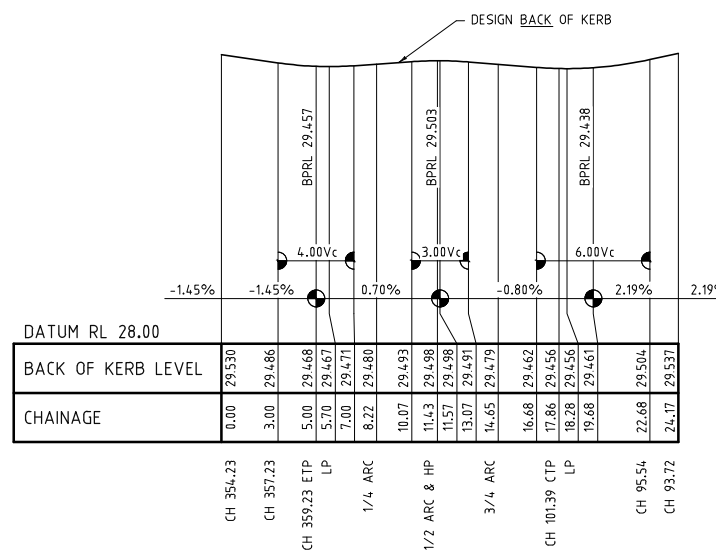 DESIGN BACK OF KERB
BPRL 29.457
BPRL 29.503
BPRL 29.438
4.00Vc
3.00Vc
6.00Vc
-1.45%
-1.45%
0.70%
-0.80%
2.19%
2.19
DATUM RL 28.00
BACK OF KERB LEVEL 29.530 29.486 29.468 29.467 29.471 29.480 29.493 29.498 29.498 29.491 29.479 29.462 29.456 29.456 29.461 29.504 29.537
CHAINAGE 0.00 3.00 5.00 5.70 7.00 8.22 10.07 11.43 11.57 13.07 14.65 16.68 17.86 18.28 19.68 22.68 24.17
CH 354.23
CH 357.23
CH 359.23 ETP
LP
1/4 ARC
1/2 ARC & HP
3/4 ARC
CH 101.39 CTP
LP
CH 95.54
CH 93.72